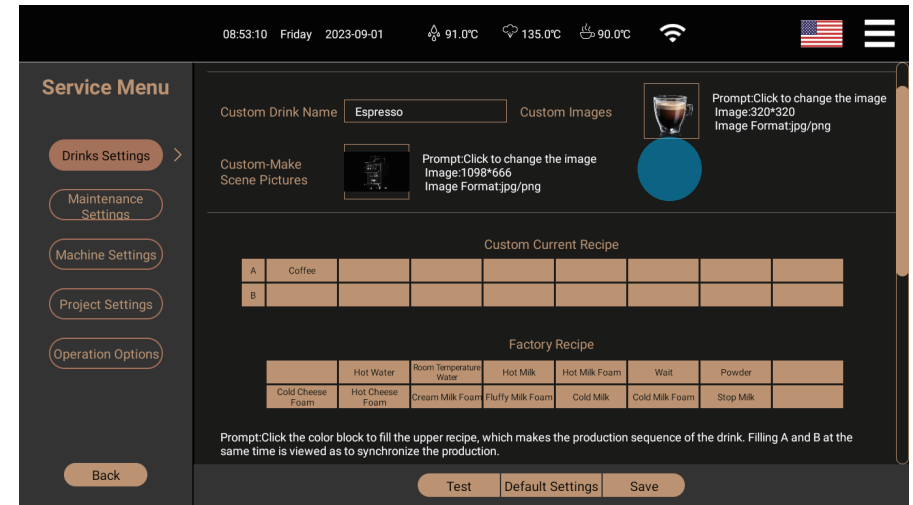 08:53:10 Friday 2023-09-01 91.0℃ 135.0℃ 90.0℃
Service Menu
Drinks Settings
Maintenance
Settings
Machine Settings
Project Settings
Operation Options
Back
Custom Drink Name Espresso Custom Images
Prompt:Click to change the image
Image:320*320
Image Format:jpg/png
Custom-Make
Scene Pictures
Prompt:Click to change the image
Image:1098*666
Image Format:jpg/png
Custom Current Recipe
A Coffee
B
Factory Recipe
Hot Water Room Temperature Water Hot Milk Hot Milk Foam Wait Powder
Cold Cheese Foam Hot Cheese Foam Cream Milk Foam Fluffy Milk Foam Cold Milk Cold Milk Foam Stop Milk
Prompt:Click the color block to fill the upper recipe, which makes the production sequence of the drink. Filling A and B at the
same time is viewed as to synchronize the production.
Test Default Settings Save